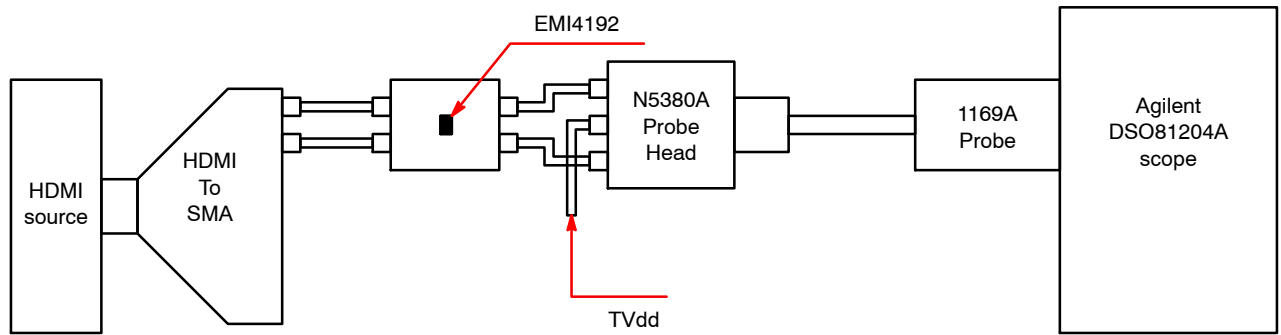 EMI4192
HDMI
source
HDMI
To
SMA
N5380A
Probe
Head
1169A
Probe
Agilent
DSO81204A
scope
TVdd